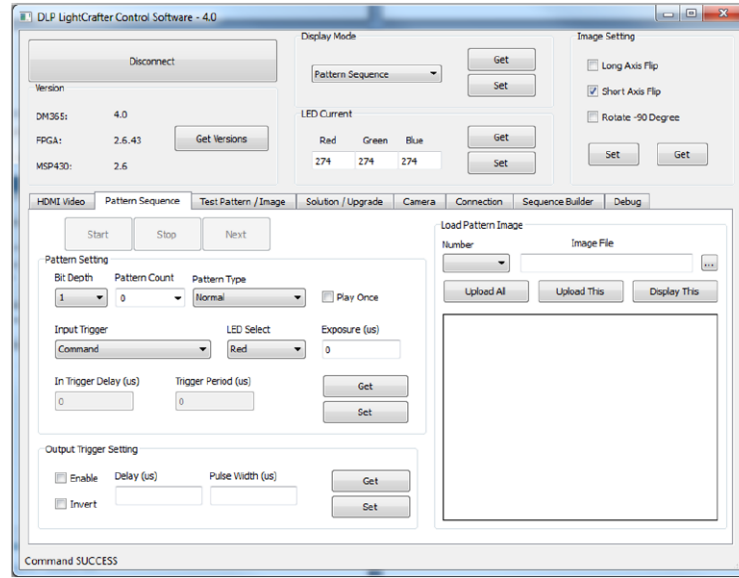 DLP LightCrafter Control Software - 4.0
Disconnect
Version
DM365: 4.0
FPGA: 2.6.43
MSP430: 2.6
Get Versions
Display Mode
Pattern Sequence
Get
Set
LED Current
Red Green Blue
274 274 274
Get
Set
Image Setting
Long Axis Flip
Short Axis Flip
Rotate -90 Degree
Set Get
HDMI Video Pattern Sequence Test Pattern / Image Solution / Upgrade Camera Connection Sequence Builder Debug
Start Stop Next
Pattern Setting
Bit Depth Pattern Count Pattern Type
1 0 Normal Play Once
Input Trigger LED Select Exposure (us)
Command Red 0
In Trigger Delay (us) Trigger Period (us)
0 0
Get
Set
Output Trigger Setting
Enable Delay (us) Pulse Width (us)
Invert
Get
Set
Load Pattern Image
Number Image File
...
Upload All Upload This Display This
Command SUCCESS